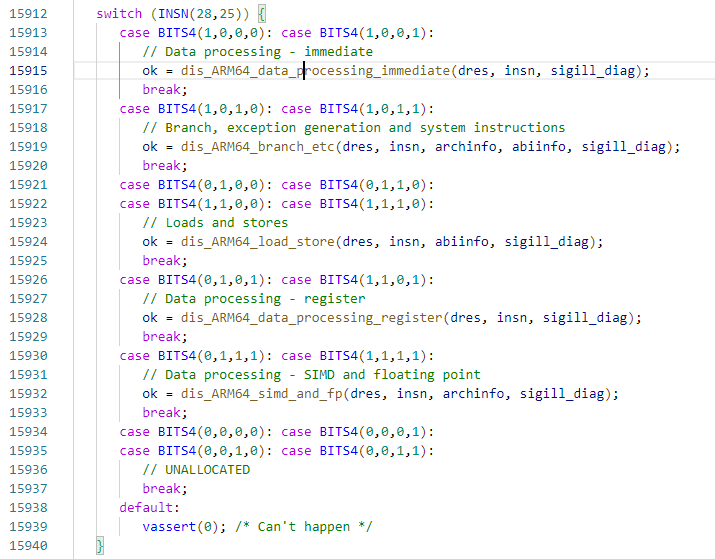 15912 switch (INSN(28,25)) {
15913 case BITS4(1,0,0,0): case BITS4(1,0,0,1):
15914 // Data processing - immediate
15915 ok = dis_ARM64_data_processing_immediate(dres, insn, sigill_diag);
15916 break;
15917 case BITS4(1,0,1,0): case BITS4(1,0,1,1):
15918 // Branch, exception generation and system instructions
15919 ok = dis_ARM64_branch_etc(dres, insn, archinfo, abiinfo, sigill_diag);
15920 break;
15921 case BITS4(0,1,0,0): case BITS4(0,1,1,0):
15922 case BITS4(1,1,0,0): case BITS4(1,1,1,0):
15923 // Loads and stores
15924 ok = dis_ARM64_load_store(dres, insn, abiinfo, sigill_diag);
15925 break;
15926 case BITS4(0,1,0,1): case BITS4(1,1,0,1):
15927 // Data processing - register
15928 ok = dis_ARM64_data_processing_register(dres, insn, sigill_diag);
15929 break;
15930 case BITS4(0,1,1,1): case BITS4(1,1,1,1):
15931 // Data processing - SIMD and floating point
15932 ok = dis_ARM64_simd_and_fp(dres, insn, archinfo, sigill_diag);
15933 break;
15934 case BITS4(0,0,0,0): case BITS4(0,0,0,1):
15935 case BITS4(0,0,1,0): case BITS4(0,0,1,1):
15936 // UNALLOCATED
15937 break;
15938 default:
15939 vassert(0); /* Can't happen */
15940 }